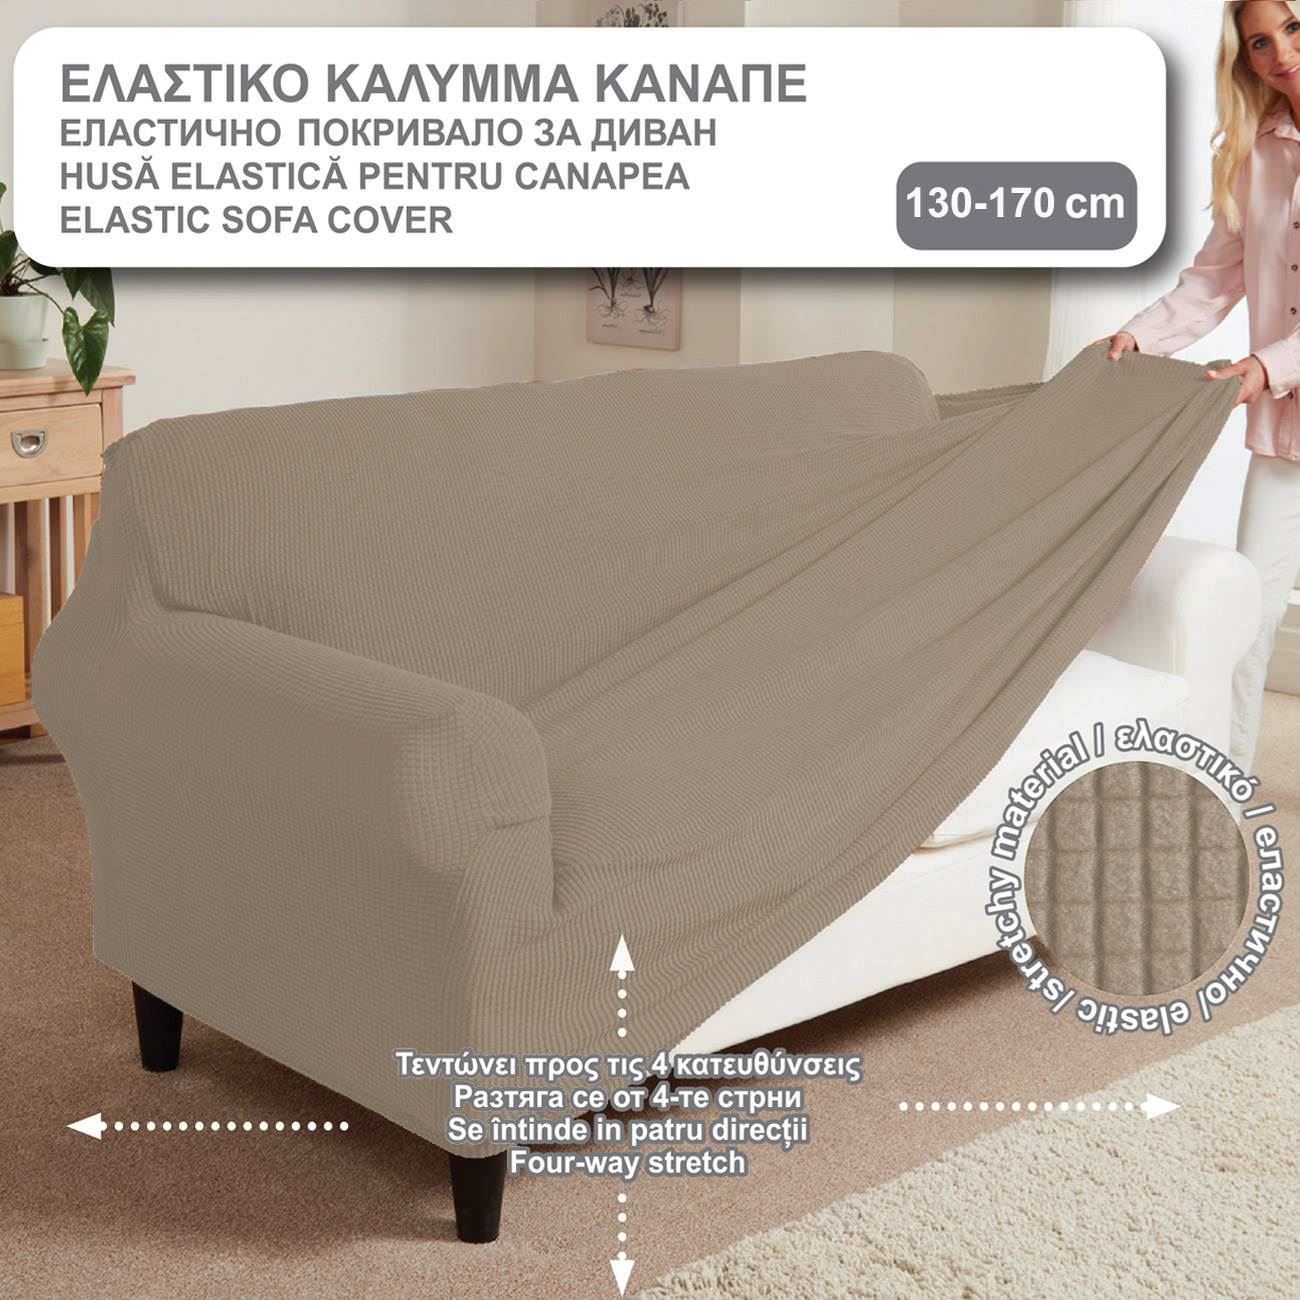 ΕΛΑΣΤΙΚΟ ΚΑΛΥΜΜΑ ΚΑΝΑΠΕ
ЕЛАСТИЧНО ПОКРИВАЛО ЗА ДИВАН
HUSĂ ELASTICĂ PENTRU CANAPEA
ELASTIC SOFA COVER
130-170 cm
/stretchy material / ελαστικό / еластично/ elastic
Τεντώνει προς τις 4 κατευθύνσεις
Разтяга се от 4-те стрни
Se întinde în patru direcții
Four-way stretch